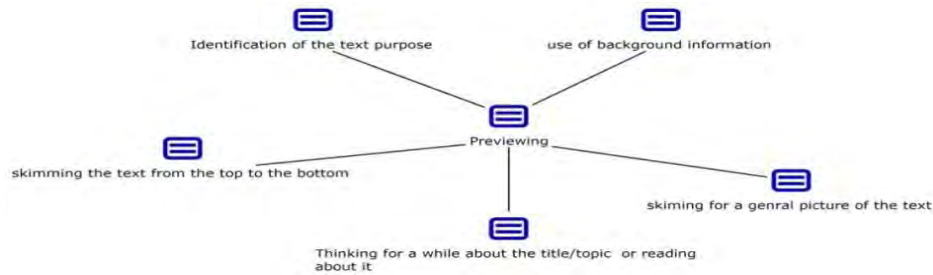 Identification of the text purpose
use of background information
Previewing
skimming the text from the top to the bottom
skiming for a genral picture of the text
Thinking for a while about the title/topic or reading
about it